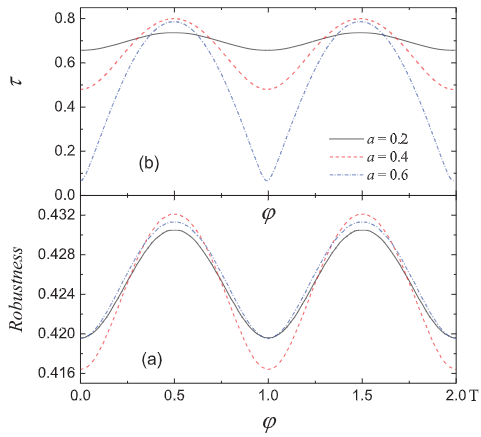 0.8
0.6
τ
0.4
0.2
0.0
(b)
a = 0.2
a = 0.4
a = 0.6
φ
0.432
0.428
Robustness
0.424
0.420
0.416
(a)
0.0 0.5 1.0 1.5 2.0 T
φ